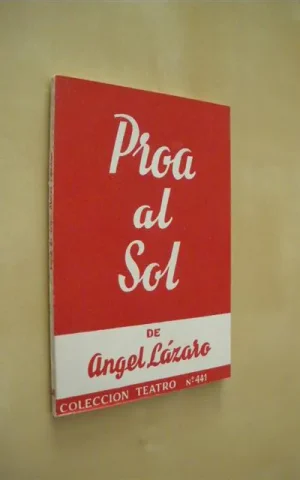 Proa
al
Sol
DE
Angel Lázaro
COLECCION TEATRO Nº 441